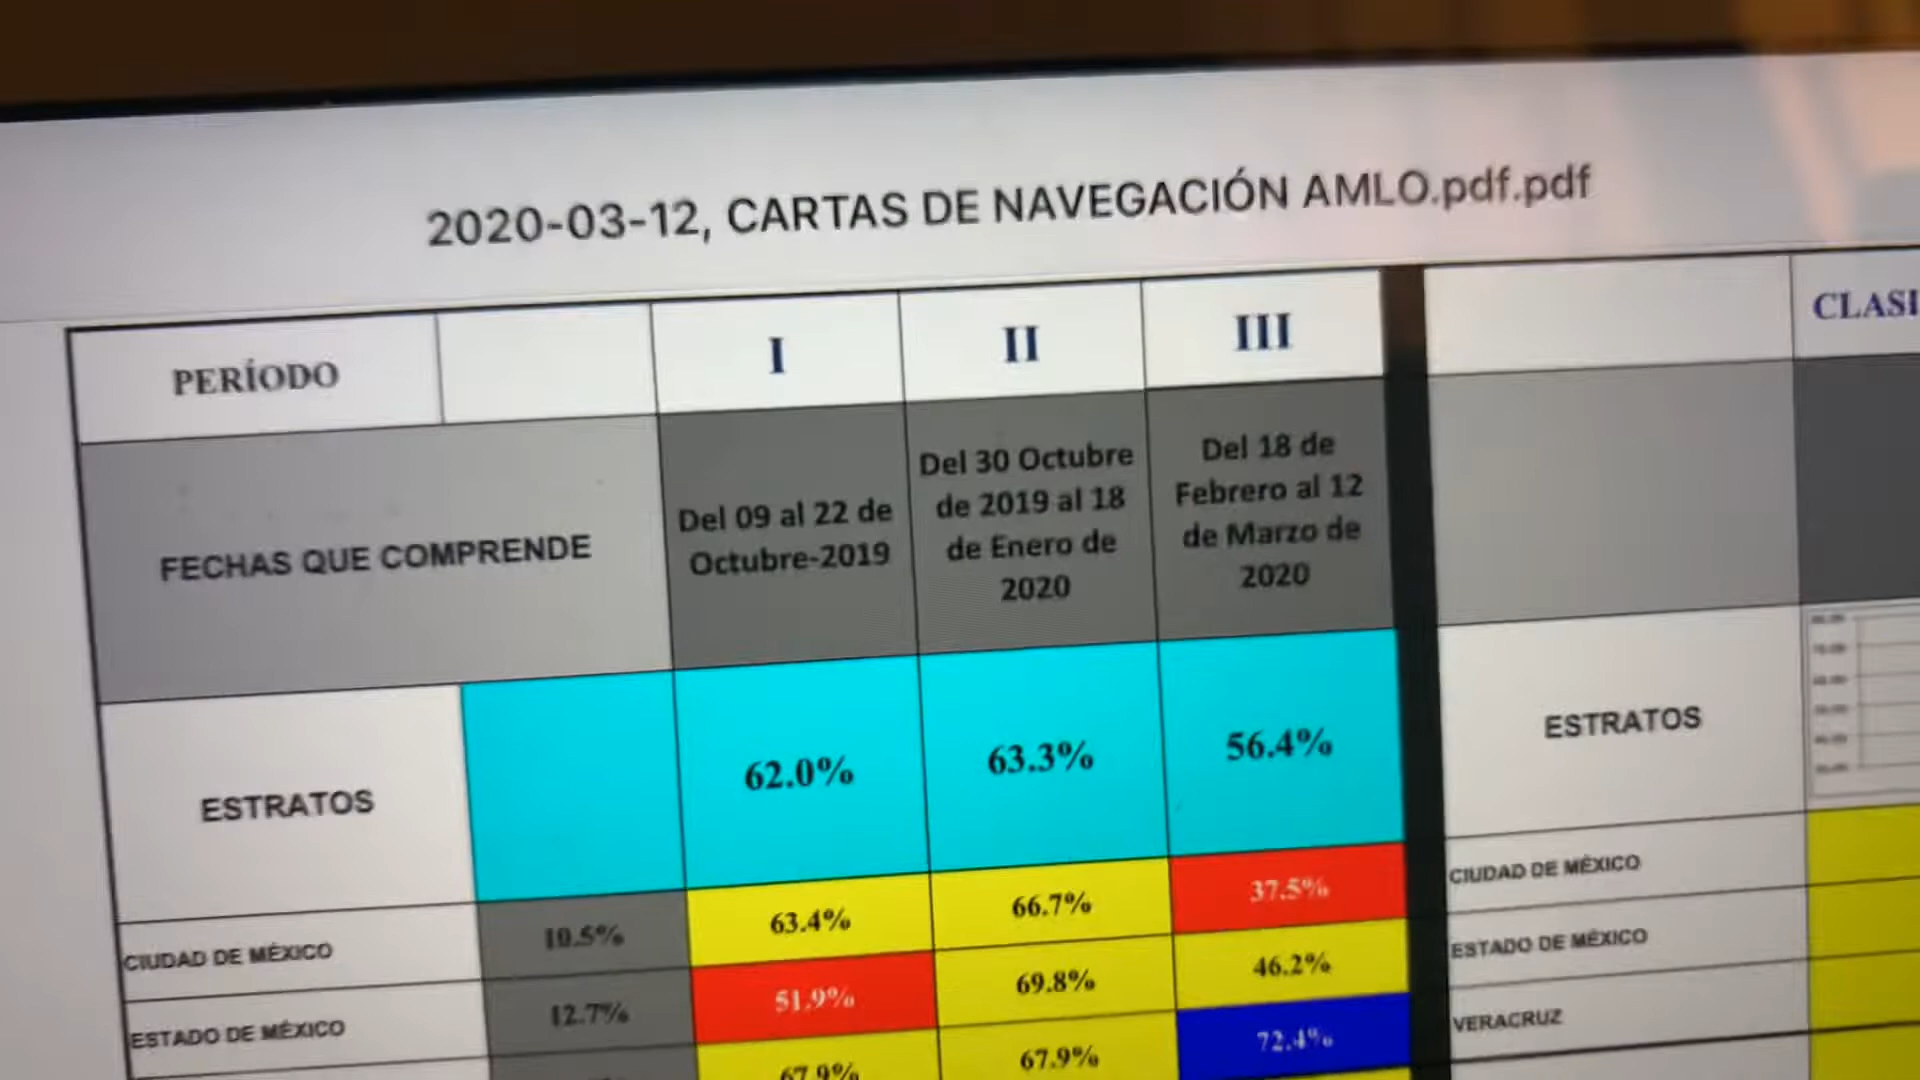 2020-03-12, CARTAS DE NAVEGACIÓN AMLO.pdf.pdf
PERÍODO I II III
FECHAS QUE COMPRENDE
Del 09 al 22 de
Octubre-2019
Del 30 Octubre
de 2019 al 18
de Enero de
2020
Del 18 de
Febrero al 12
de Marzo de
2020
ESTRATOS 62.0% 63.3% 56.4%
CIUDAD DE MÉXICO 10.5% 63.4% 66.7% 37.5%
ESTADO DE MÉXICO 12.7% 51.9% 69.8% 46.2%
67.9% 67.9% 72.4%
CLASI
ESTRATOS
CIUDAD DE MÉXICO
ESTADO DE MÉXICO
VERACRUZ